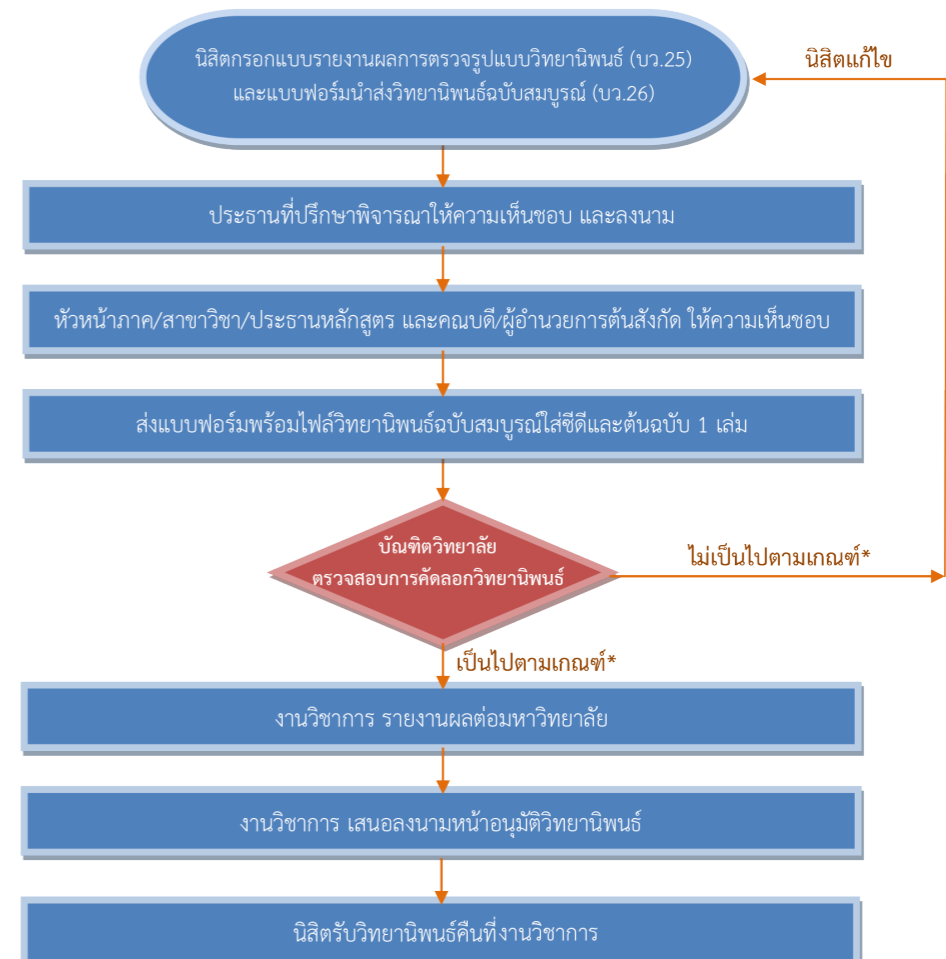 นิสิตกรอกแบบรายงานผลการตรวจรูปแบบวิทยานิพนธ์ (บว.25)
และแบบฟอร์มนำส่งวิทยานิพนธ์ฉบับสมบูรณ์ (บว.26)
นิสิตแก้ไข
ประธานที่ปรึกษาพิจารณาให้ความเห็นชอบ และลงนาม
หัวหน้าภาค/สาขาวิชา/ประธานหลักสูตร และคณบดี/ผู้อำนวยการต้นสังกัด ให้ความเห็นชอบ
ส่งแบบฟอร์มพร้อมไฟล์วิทยานิพนธ์ฉบับสมบูรณ์ใส่ซีดีและต้นฉบับ 1 เล่ม
บัณฑิตวิทยาลัย
ตรวจสอบการคัดลอกวิทยานิพนธ์
ไม่เป็นไปตามเกณฑ์*
เป็นไปตามเกณฑ์*
งานวิชาการ รายงานผลต่อมหาวิทยาลัย
งานวิชาการ เสนอลงนามหน้าอนุมัติวิทยานิพนธ์
นิสิตรับวิทยานิพนธ์คืนที่งานวิชาการ